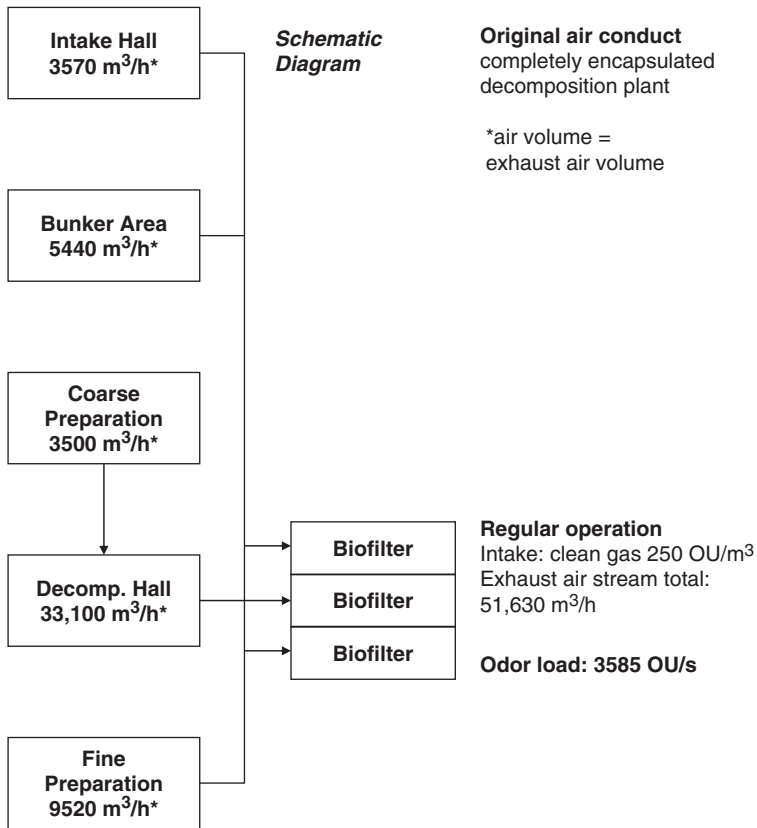 Intake Hall
3570 m³/h*
Schematic
Diagram
Original air conduct
completely encapsulated
decomposition plant
*air volume =
exhaust air volume
Bunker Area
5440 m³/h*
Coarse
Preparation
3500 m³/h*
Decomp. Hall
33,100 m³/h*
Biofilter
Biofilter
Biofilter
Regular operation
Intake: clean gas 250 OU/m³
Exhaust air stream total:
51,630 m³/h
Odor load: 3585 OU/s
Fine
Preparation
9520 m³/h*